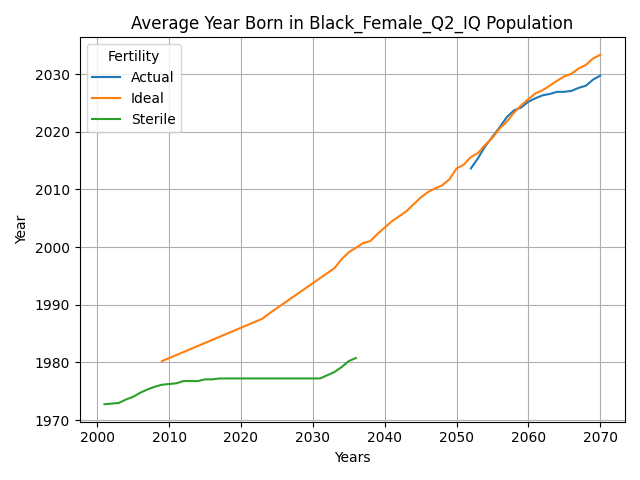 Average Year Born in Black_Female_Q2_IQ Population
Fertility
Actual
Ideal
Sterile
Year
2030
2020
2010
2000
1990
1980
1970
2000 2010 2020 2030 2040 2050 2060 2070
Years